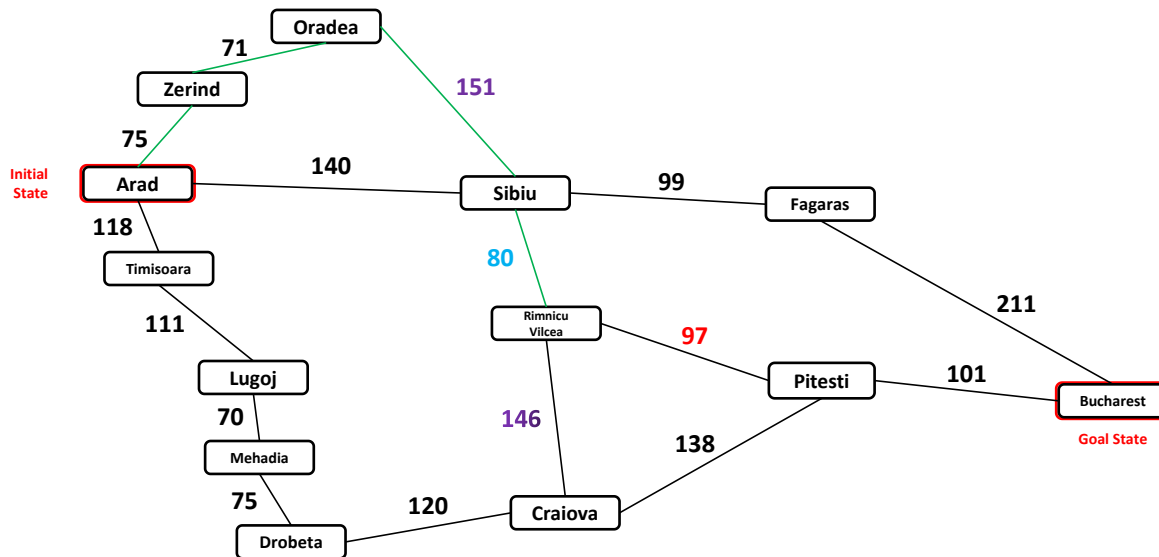 Oradea
71
Zerind
151
75
140
Initial
State
Arad
Sibiu
99
Fagaras
118
Timisoara
80
111
Rimnicu
Vilcea
97
211
Lugoj
Pitesti
101
Bucharest
70
146
138
Goal State
Mehadia
75
120
Craiova
Drobeta